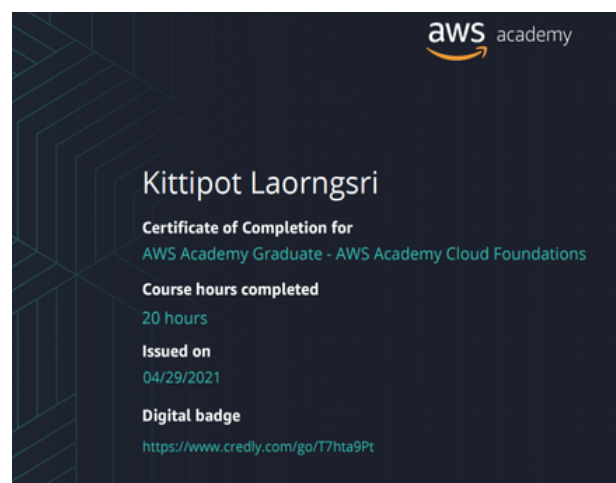 aws academy
Kittipot Laorngsri
Certificate of Completion for
AWS Academy Graduate - AWS Academy Cloud Foundations
Course hours completed
20 hours
Issued on
04/29/2021
Digital badge
https://www.credly.com/go/T7hta9Pt